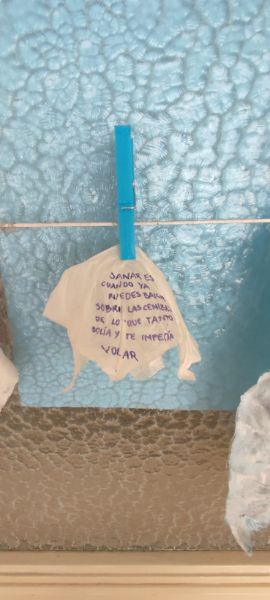 SANAR ES
CUANDO YA
PUEDES BAILAR
SOBRE LAS CENIZAS
DE LO QUE TANTO
DOLÍA Y TE IMPEDÍA
VOLAR